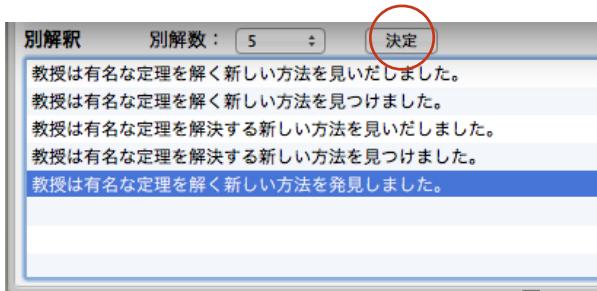 別解釈 別解数： 5 決定
教授は有名な定理を解く新しい方法を見いだしました。
教授は有名な定理を解く新しい方法を見つけました。
教授は有名な定理を解決する新しい方法を見いだしました。
教授は有名な定理を解決する新しい方法を見つけました。
教授は有名な定理を解く新しい方法を発見しました。